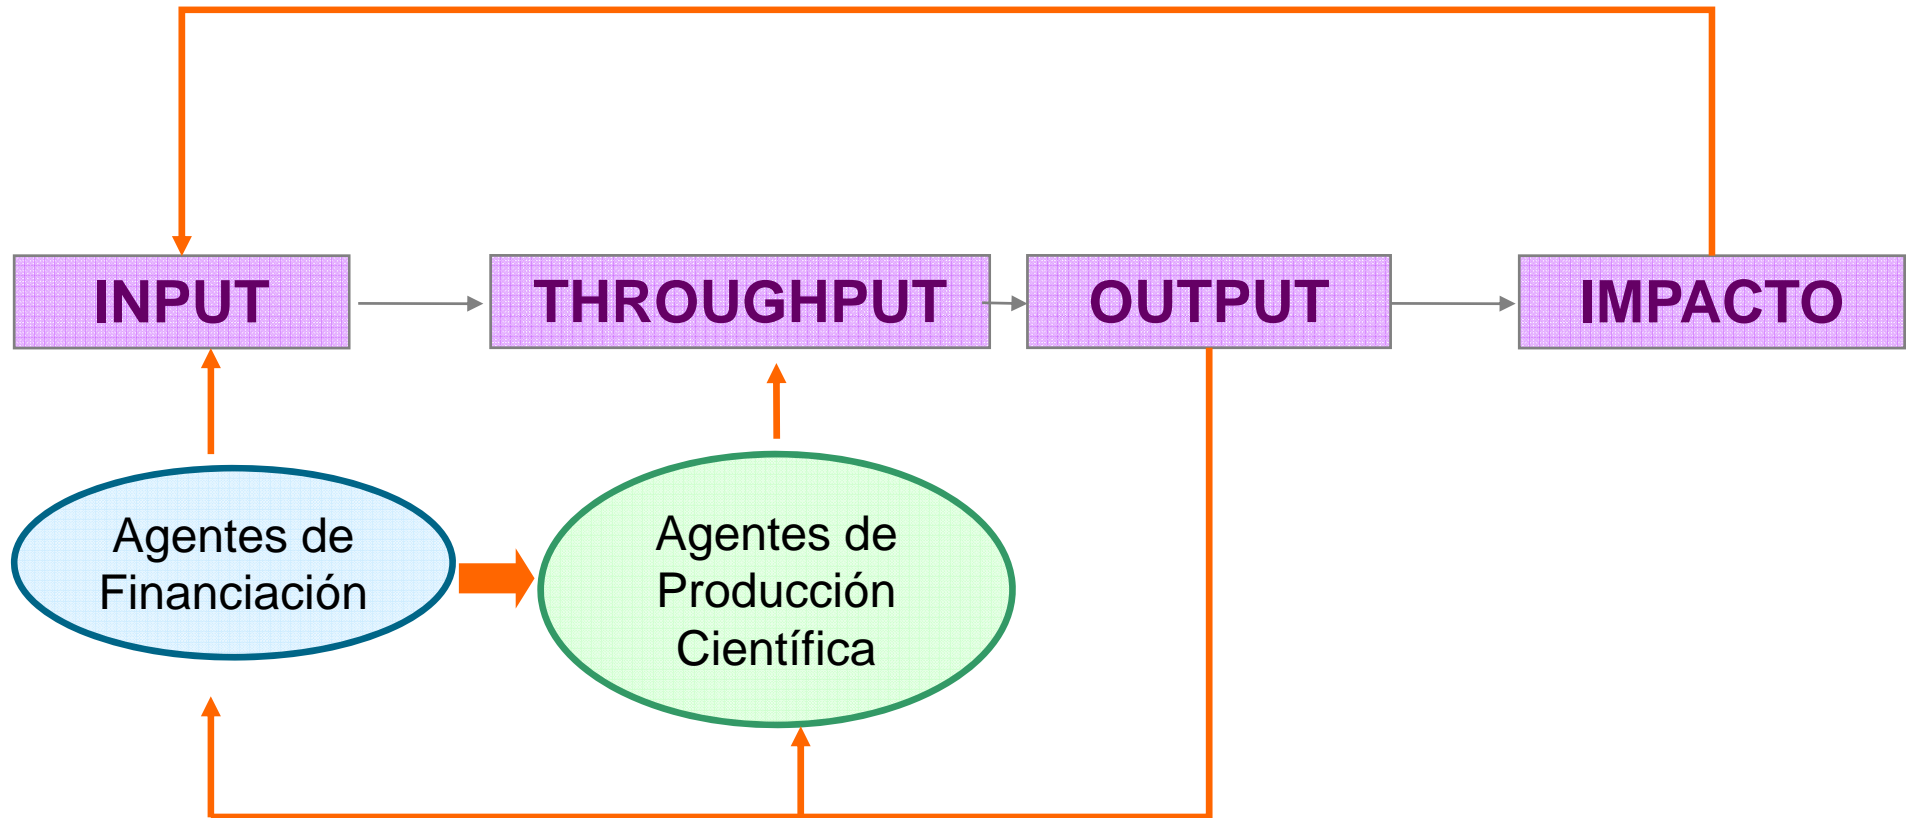 INPUT
THROUGHPUT
OUTPUT
IMPACTO
Agentes de
Financiación
Agentes de
Producción
Científica